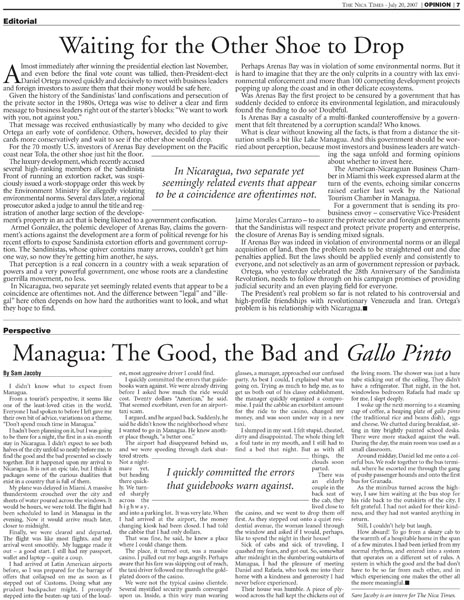 THE NICA TIMES - July 20, 2007 | OPINION | 7
Editorial
Waiting for the Other Shoe to Drop
Almost immediately after winning the presidential election last November,
and even before the final vote count was tallied, then-President-elect
Daniel Ortega moved quickly and decisively to meet with business leaders
and foreign investors to assure them that their money would be safe here.
Given the history of the Sandinistas' land confiscations and persecution of
the private sector in the 1980s, Ortega was wise to deliver a clear and firm
message to business leaders right out of the starter's blocks: "We want to work
with you, not against you."
That message was received enthusiastically by many who decided to give
Ortega an early vote of confidence. Others, however, decided to play their
cards more conservatively and wait to see if the other shoe would drop.
For the 70 mostly U.S. investors of Arenas Bay development on the Pacific
coast near Tola, the other shoe just hit the floor.
The luxury development, which recently accused
several high-ranking members of the Sandinista
Front of running an extortion racket, was suspi-
ciously issued a work-stoppage order this week by
the Environment Ministry for allegedly violating
environmental norms. Several days later, a regional
prosecutor asked a judge to annul the title and reg-
istration of another large section of the develope-
ment's property in an act that is being likened to a government confiscation.
Armel González, the polemic developer of Arenas Bay, claims the govern-
ment's actions against the development are a form of political revenge for his
recent efforts to expose Sandinista extortion efforts and government corrup-
tion. The Sandinistas, whose quiver contains many arrows, couldn't get him
one way, so now they're getting him another, he says.
That perception is a real concern in a country with a weak separation of
powers and a very powerful government, one whose roots are a clandestine
guerrilla movement, no less.
In Nicaragua, two separate yet seemingly related events that appear to be a
coincidence are oftentimes not. And the difference between "legal" and "ille-
gal" here often depends on how hard the authorities want to look, and what
they hope to find.
In Nicaragua, two separate yet
seemingly related events that appear
to be a coincidence are oftentimes not.
Perhaps Arenas Bay was in violation of some environmental norms. But it
is hard to imagine that they are the only culprits in a country with lax envi-
ronmental enforcement and more than 100 competing development projects
popping up along the coast and in other delicate ecosystems.
Was Arenas Bay the first project to be censured by a government that has
suddenly decided to enforce its environmental legislation, and miraculously
found the funding to do so? Doubtful.
Is Arenas Bay a casualty of a multi-flanked counteroffensive by a govern-
ment that felt threatened by a corruption scandal? Who knows.
What is clear without knowing all the facts, is that from a distance the sit-
uation smells a bit like Lake Managua. And this government should be wor-
ried about perception, because most investors and business leaders are watch-
ing the saga unfold and forming opinions
about whether to invest here.
The American-Nicaraguan Business Cham-
ber in Miami this week expressed alarm at the
turn of the events, echoing similar concerns
raised earlier last week by the National
Tourism Chamber in Managua.
For a government that is sending its pro-
business envoy – conservative Vice-President
Jaime Morales Carrazo – to assure the private sector and foreign governments
that the Sandinistas will respect and protect private property and enterprise,
the closure of Arenas Bay is sending mixed signals.
If Arenas Bay was indeed in violation of environmental norms or an illegal
acquisition of land, then the problem needs to be straightened out and due
penalties applied. But the laws should be applied evenly and consistently to
everyone, and not selectively as an arm of government repression or payback.
Ortega, who yesterday celebrated the 28th Anniversary of the Sandinista
Revolution, needs to follow through on his campaign promises of providing
judicial security and an even playing field for everyone.
The President's real problem so far is not related to his controversial and
high-profile friendships with revolutionary Venezuela and Iran. Ortega's
problem is his relationship with Nicaragua.
Perspective
Managua: The Good, the Bad and Gallo Pinto
By Sam Jacoby
I didn't know what to expect from
Managua.
From a tourist's perspective, it seems like
one of the least-loved cities in the world.
Everyone I had spoken to before I left gave me
their own bit of advice, variations on a theme,
"Don't spend much time in Managua."
I hadn't been planning on it, but I was going
to be there for a night, the first in a six-month
stay in Nicaragua. I didn't expect to see both
halves of the city unfold so neatly before me, to
find the good and the bad presented so closely
together. But it happened upon my arrival to
Nicaragua. It is not an epic tale, but I think it
speaks to some of the curious dualities that
exist in a country that is full of them.
My plane was delayed in Miami. A massive
thunderstorm crouched over the city and
sheets of water poured across the windows. It
would be hours, we were told. The flight had
been scheduled to land in Managua in the
evening. Now it would arrive much later,
closer to midnight.
Finally, we were cleared and departed.
The flight was like most flights, and my
arrival went smoothly. My baggage made it
out – a good start. I still had my passport,
wallet and laptop – quite a coup.
I had arrived at Latin American airports
before, so I was prepared for the barrage of
offers that collapsed on me as soon as I
stepped out of Customs. Doing what any
prudent backpacker might, I promptly
stepped into the bottom-up taxi of the loud-
est, most aggressive driver I could find.
I quickly committed the errors that guide-
books warn against. We were already driving
before I asked how much the ride would
cost. Twenty dollars "American," he said.
That seemed exorbitant, even for an airport-
taxi scam.
I argued, and he argued back. Suddenly, he
said he didn't know the neighborhood where
I wanted to go in Managua. He knew anoth-
er place though, "a better one."
The airport had disappeared behind us,
and we were speeding through dark shut-
tered streets.
I quickly committed the errors
that guidebooks warn against.
and into a parking lot. It was very late. When
I had arrived at the airport, the money
changing kiosk had been closed. I had told
the cabbie that I had only dollars.
That was fine, he said, he knew a place
where I could change them.
The place, it turned out, was a massive
casino. I pulled out my bags angrily. Perhaps
aware that his fare was slipping out of reach,
the taxi driver followed me through the gold-
plated doors of the casino.
We were not the typical casino clientele.
Several mystified security guards converged
upon us. Inside, a thin wiry man wearing
glasses, a manager, approached our confused
party. As best I could, I explained what was
going on. Trying as much to help me, as to
get us both out of his classy establishment,
the manager quickly organized a compro-
mise. I paid the cabbie an exorbitant amount
for the ride to the casino, changed my
money, and was soon under way in a new
taxi.
I slumped in my seat. I felt stupid, cheated,
dirty and disappointed. The whole thing left
a foul taste in my mouth, and I still had to
find a bed that night. But as with all
things, the
clouds soon
parted.
There was
an elderly
couple in the
back seat of
the cab, they
lived close to
the casino, and we went to drop them off
first. As they stepped out onto a quiet resi-
dential avenue, the woman leaned through
the window and asked if I would, perhaps,
like to spend the night in their house?
Sick of cabs and sick of traveling, I
quashed my fears, and got out. So, somewhat
after midnight in the shuddering outskirts of
Managua, I had the pleasure of meeting
Daniel and Rafaela, who took me into their
home with a kindness and generosity I had
never before experienced.
Their house was humble. A piece of ply-
wood across the hall kept the chickens out of
the living room. The shower was just a bare
tube sticking out of the ceiling. They didn't
have a refrigerator. That night, in the hot,
windowless bedroom Rafaela had made up
for me, I slept deeply.
I woke up the next morning to a steaming
cup of coffee, a heaping plate of gallo pinto
(the traditional rice and beans dish), eggs
and cheese. We chatted during breakfast, sit-
ting in tiny brightly painted school desks.
There were more stacked against the wall.
During the day, the main room was used as a
small classroom.
Around midday, Daniel let me onto a col-
orful bus. We rode together to the bus termi-
nal, where he escorted me through the gang
of pushy passenger hounds and onto the first
bus for Granada.
As the minibus turned across the high-
way, I saw him waiting at the bus stop for
his ride back to the outskirts of the city. I
felt grateful. I had not asked for their kind-
ness, and they had not wanted anything in
return.
Still, I couldn't help but laugh.
How unusual! To go from a sleazy cab to
the warmth of a hospitable home in the span
of a few minutes. I had been jerked from my
normal rhythms, and entered into a system
that operates on a different set of rules. A
system in which the good and the bad don't
seem to have to be so far from each other, and in
which experiencing one makes the other all
the more meaningful.
Sam Jacoby is an intern for The Nica Times.